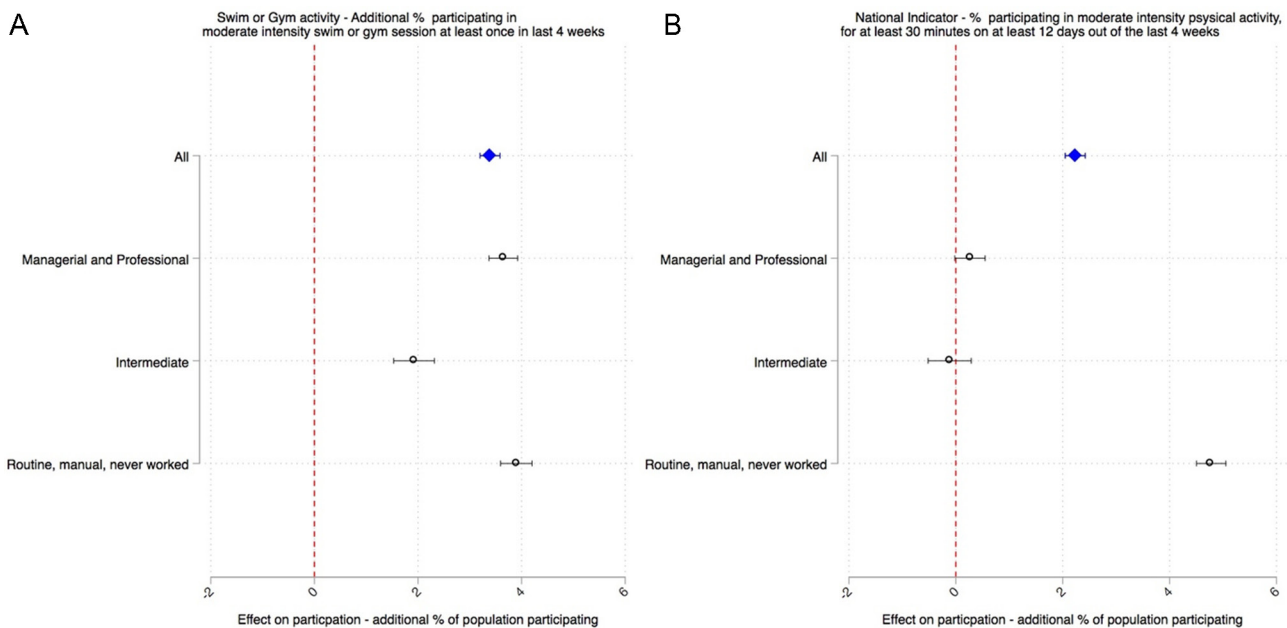 A
Swim or Gym activity - Additional % participating in
moderate intensity swim or gym session at least once in last 4 weeks
All
Managerial and Professional
Intermediate
Routine, manual, never worked
-2
0
2
4
6
Effect on particpation - additional % of population participating
B
National Indicator - % participating in moderate intensity psysical activity,
for at least 30 minutes on at least 12 days out of the last 4 weeks
All
Managerial and Professional
Intermediate
Routine, manual, never worked
-2
0
2
4
6
Effect on particpation - additional % of population participating